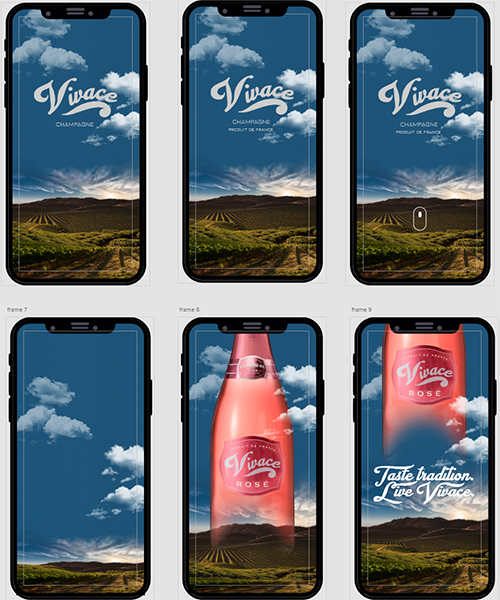 Vivace
CHAMPAGNE
Vivace
CHAMPAGNE
PRODUIT DE FRANCE
Vivace
CHAMPAGNE
PRODUIT DE FRANCE
frame 7
frame 8
frame 9
PRODUIT DE FRANCE
Vivace
ROSÉ
PRODUIT DE FRANCE
Vivace
ROSÉ
Taste tradition.
Live Vivace.